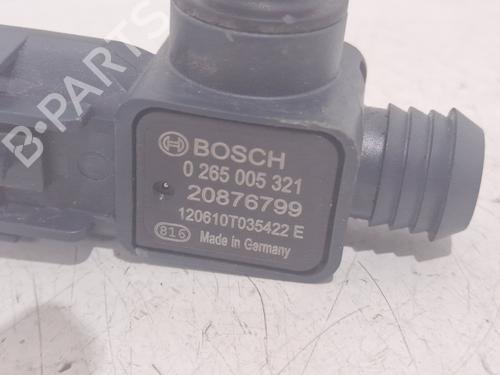 BOSCH
0 265 005 321
20876799
120610T035422 E
816 Made in Germany
B-PARTS